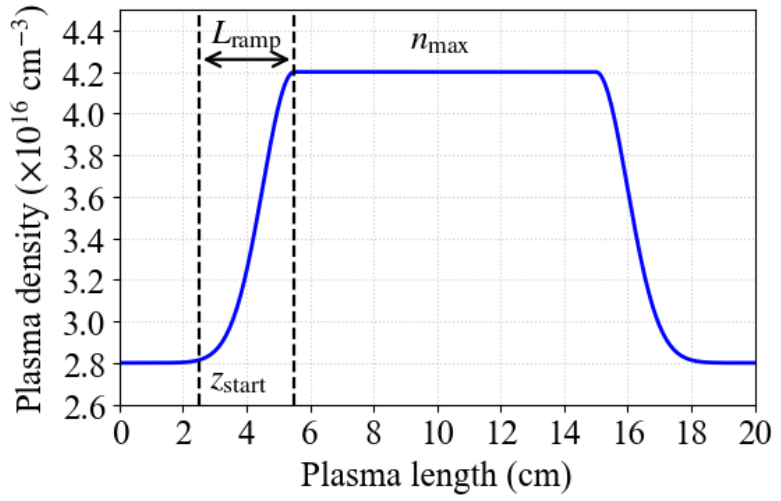 Plasma density (×10¹⁶ cm⁻³)
4.4
4.2
4.0
3.8
3.6
3.4
3.2
3.0
2.8
2.6
L_ramp
n_max
z_start
0 2 4 6 8 10 12 14 16 18 20
Plasma length (cm)